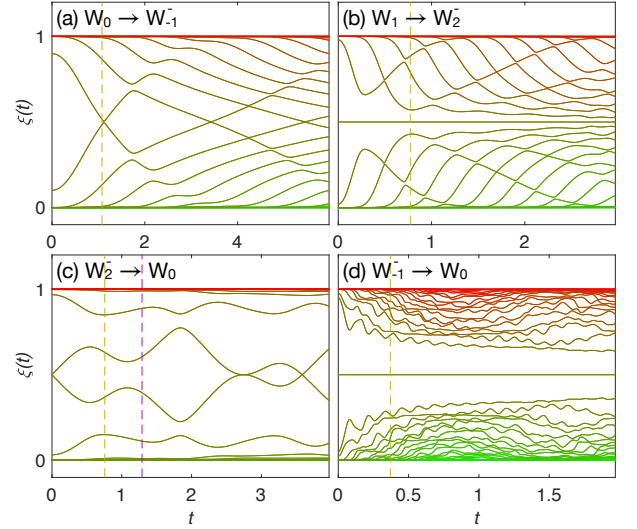 (a) W₀ → W⁻₋₁
(b) W₁ → W⁻₂
ξ(t)
1
0
0 2 4
0 1 2
(c) W⁻₂ → W₀
(d) W⁻₋₁ → W₀
ξ(t)
1
0
0 1 2 3
0 0.5 1 1.5
t
t